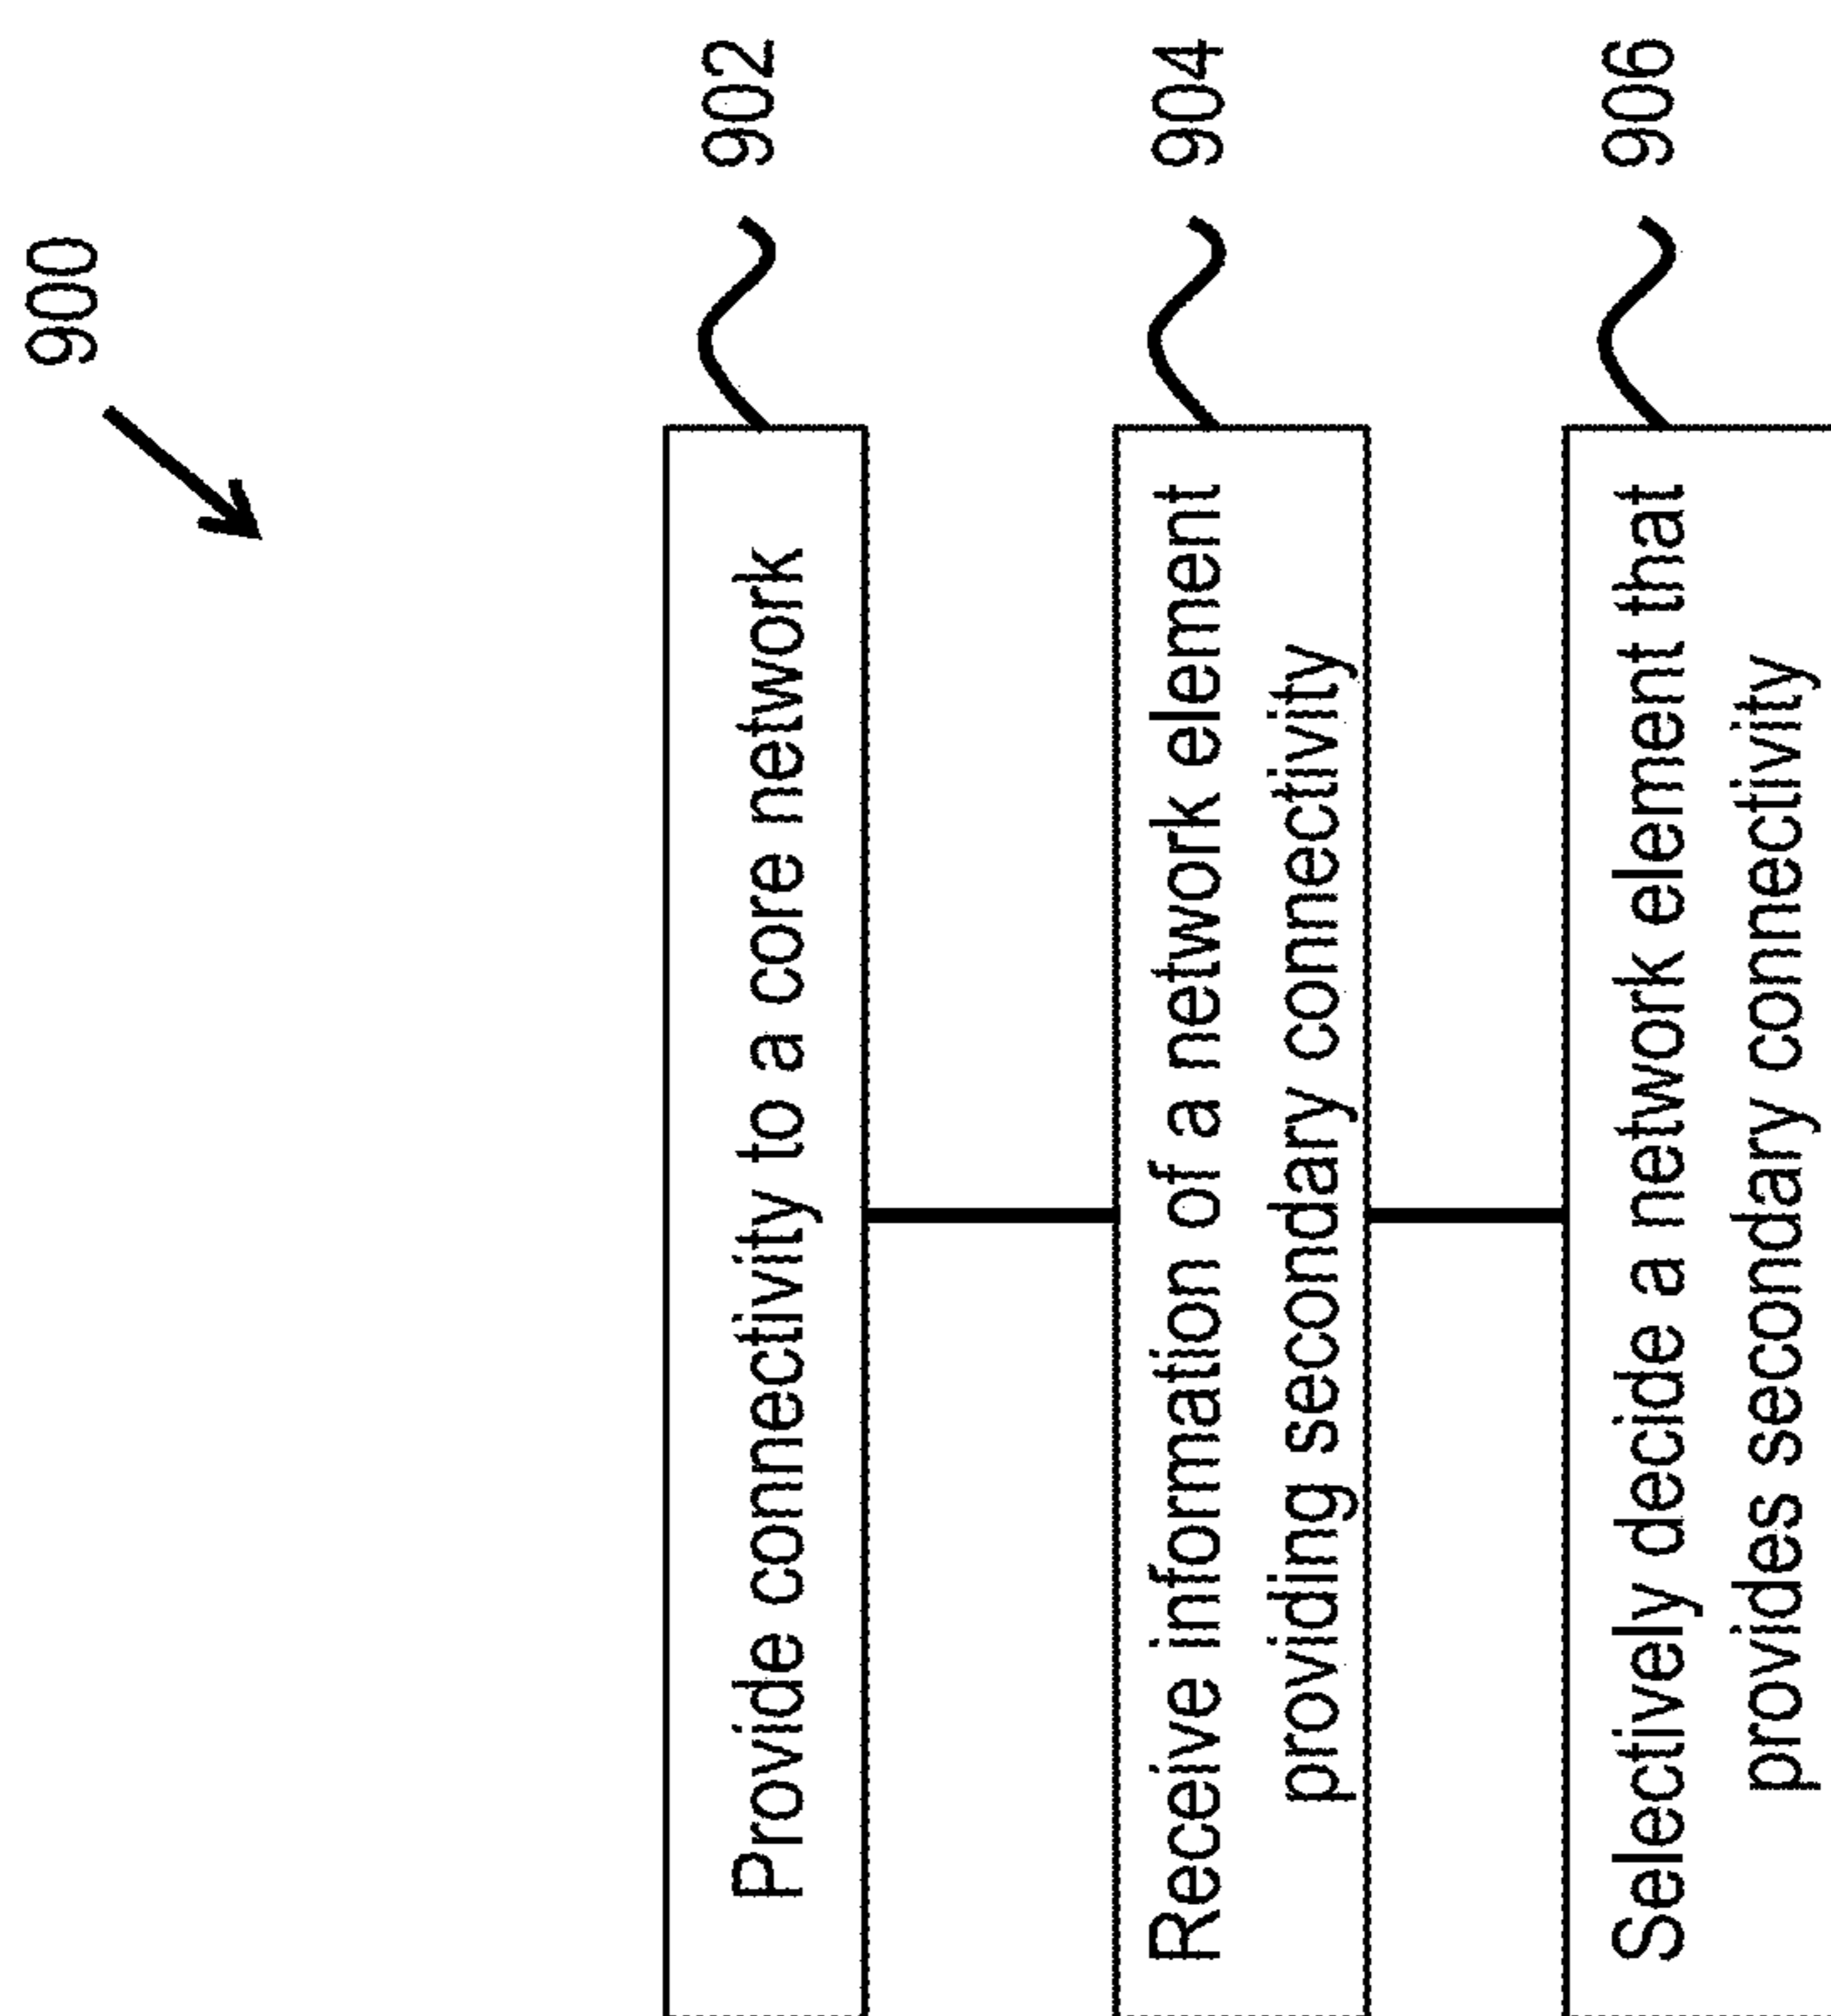 900
Provide connectivity to a core network
902
Receive information of a network element
providing secondary connectivity
904
Selectively decide a network element that
provides secondary connectivity
906